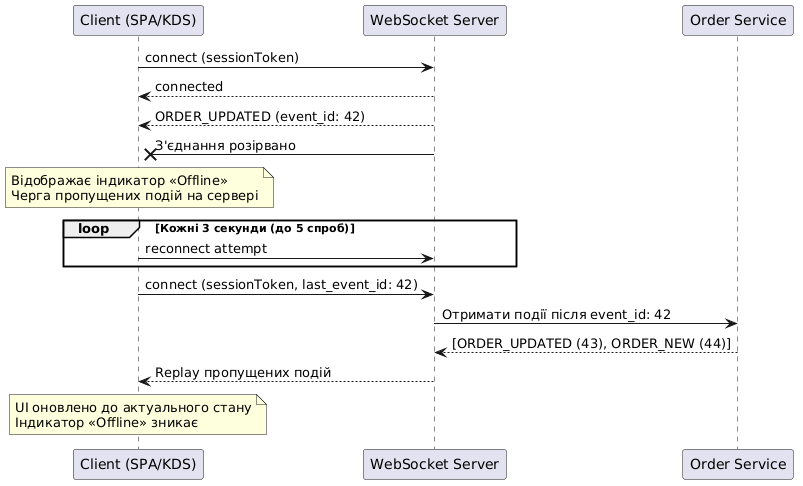 Client (SPA/KDS)
WebSocket Server
Order Service
connect (sessionToken)
connected
ORDER_UPDATED (event_id: 42)
З'єднання розірвано
Відображає індикатор «Offline»
Черга пропущених подій на сервері
loop
[Кожні 3 секунди (до 5 спроб)]
reconnect attempt
connect (sessionToken, last_event_id: 42)
Отримати події після event_id: 42
[ORDER_UPDATED (43), ORDER_NEW (44)]
Replay пропущених подій
UI оновлено до актуального стану
Індикатор «Offline» зникає
Client (SPA/KDS)
WebSocket Server
Order Service